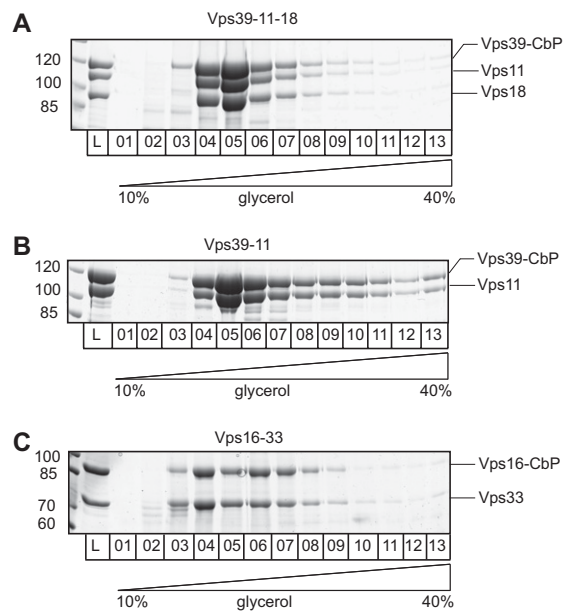 A
Vps39-11-18
120
100
85
Vps39-CbP
Vps11
Vps18
L 01 02 03 04 05 06 07 08 09 10 11 12 13
10% glycerol 40%
B
Vps39-11
120
100
85
Vps39-CbP
Vps11
L 01 02 03 04 05 06 07 08 09 10 11 12 13
10% glycerol 40%
C
Vps16-33
100
85
70
60
Vps16-CbP
Vps33
L 01 02 03 04 05 06 07 08 09 10 11 12 13
10% glycerol 40%